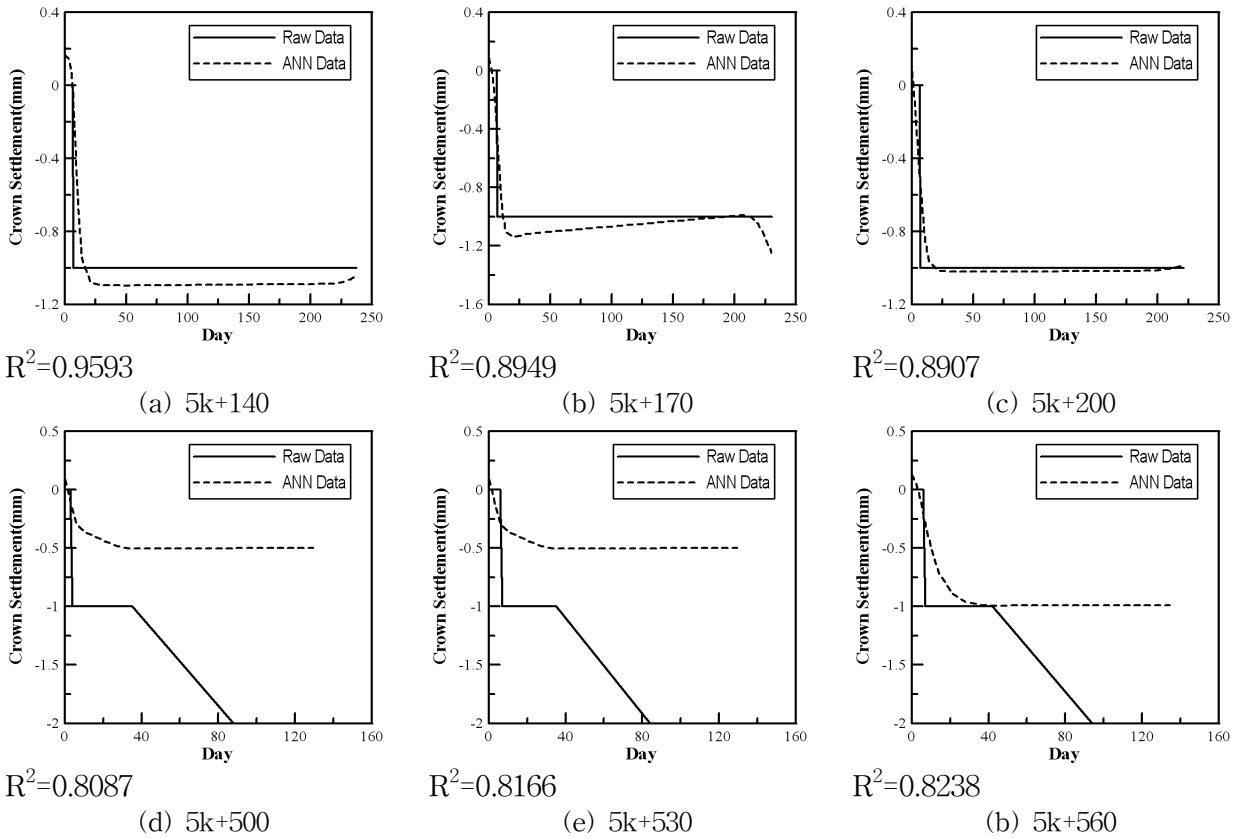 0.4
0
-0.4
-0.8
-1.2
Crown Settlement(mm)
Raw Data
ANN Data
0 50 100 150 200 250
Day
R²=0.9593
(a) 5k+140
0.4
0
-0.4
-0.8
-1.2
-1.6
Crown Settlement(mm)
Raw Data
ANN Data
0 50 100 150 200 250
Day
R²=0.8949
(b) 5k+170
0.4
0
-0.4
-0.8
-1.2
Crown Settlement(mm)
Raw Data
ANN Data
0 50 100 150 200 250
Day
R²=0.8907
(c) 5k+200
0.5
0
-0.5
-1
-1.5
-2
Crown Settlement(mm)
Raw Data
ANN Data
0 40 80 120 160
Day
R²=0.8087
(d) 5k+500
0.5
0
-0.5
-1
-1.5
-2
Crown Settlement(mm)
Raw Data
ANN Data
0 40 80 120 160
Day
R²=0.8166
(e) 5k+530
0.5
0
-0.5
-1
-1.5
-2
Crown Settlement(mm)
Raw Data
ANN Data
0 40 80 120 160
Day
R²=0.8238
(b) 5k+560